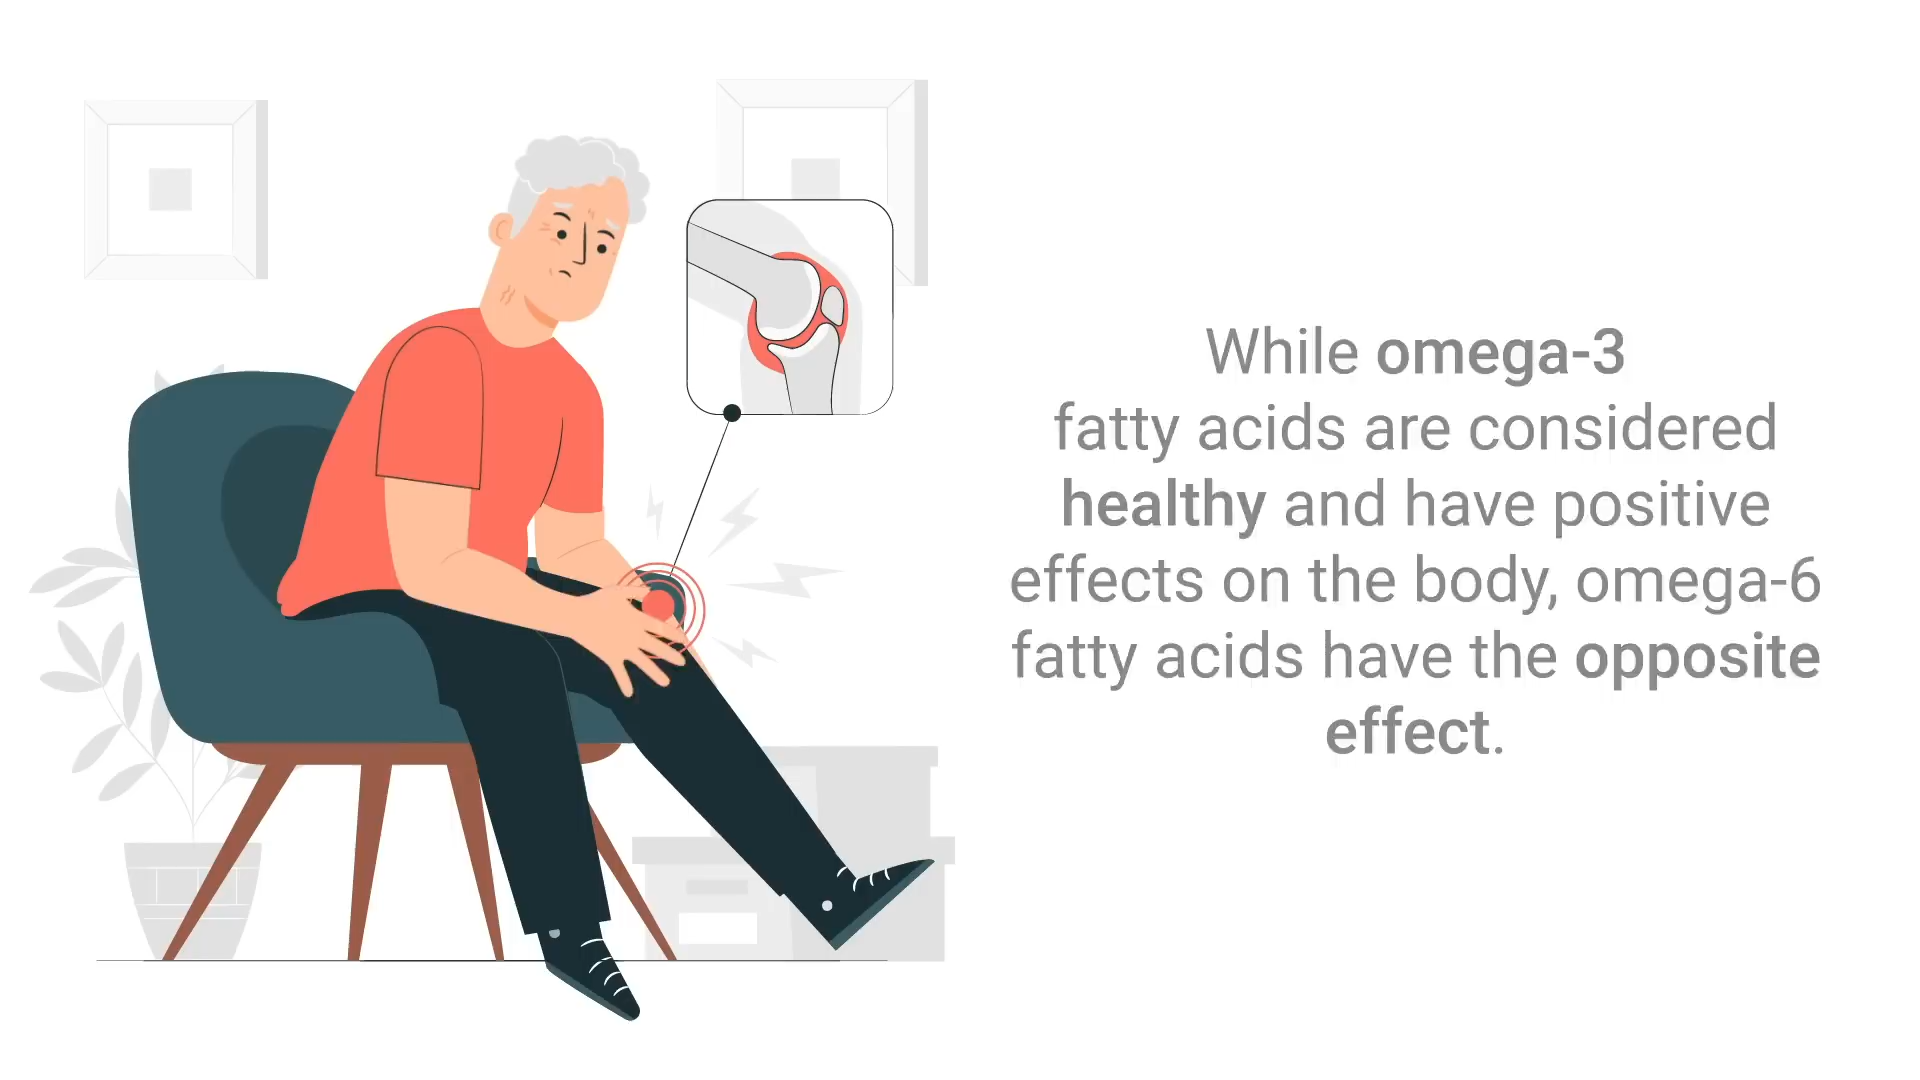 While omega-3
fatty acids are considered
healthy and have positive
effects on the body, omega-6
fatty acids have the opposite
effect.